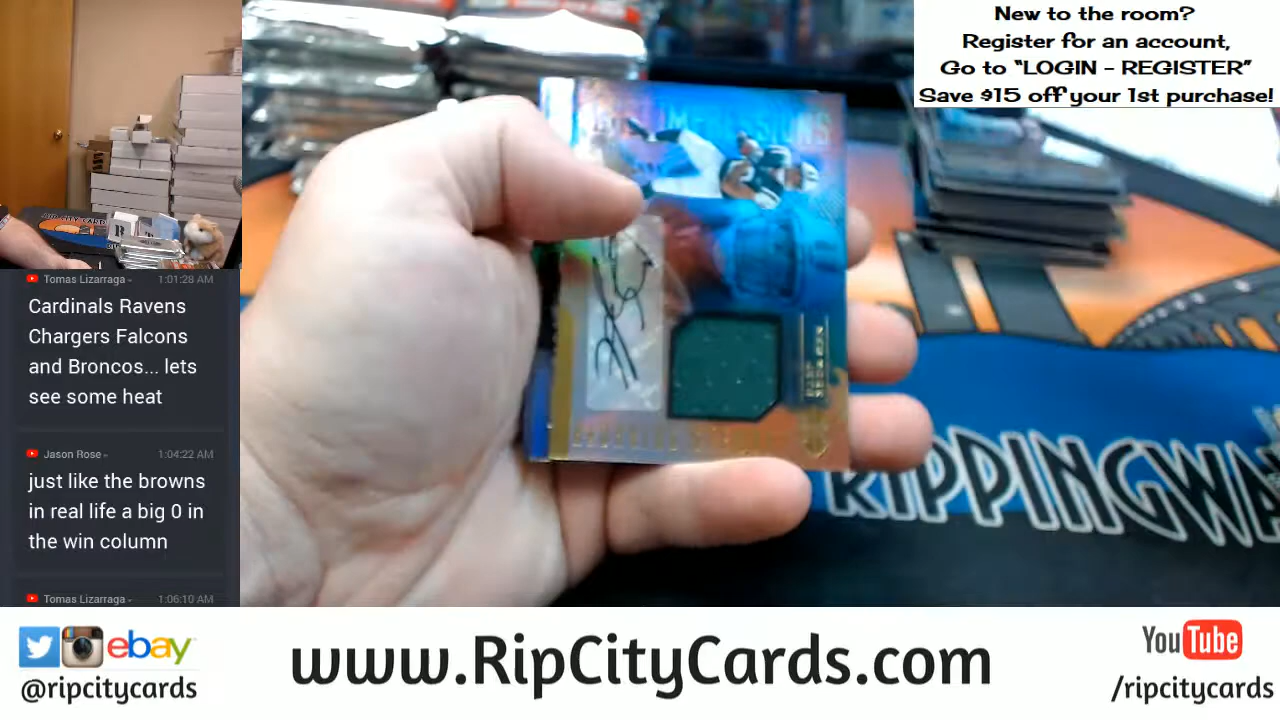 New to the room?
Register for an account,
Go to “LOGIN - REGISTER”
Save $15 off your 1st purchase!
Tomas Lizarraga
1:01:28 AM
Cardinals Ravens
Chargers Falcons
and Broncos... lets
see some heat
Jason Rose
1:04:22 AM
just like the browns
in real life a big 0 in
the win column
Tomas Lizarraga
1:06:10 AM
RIPPINGWA
ebay
@ripcitycards
www.RipCityCards.com
YouTube
/ripcitycards